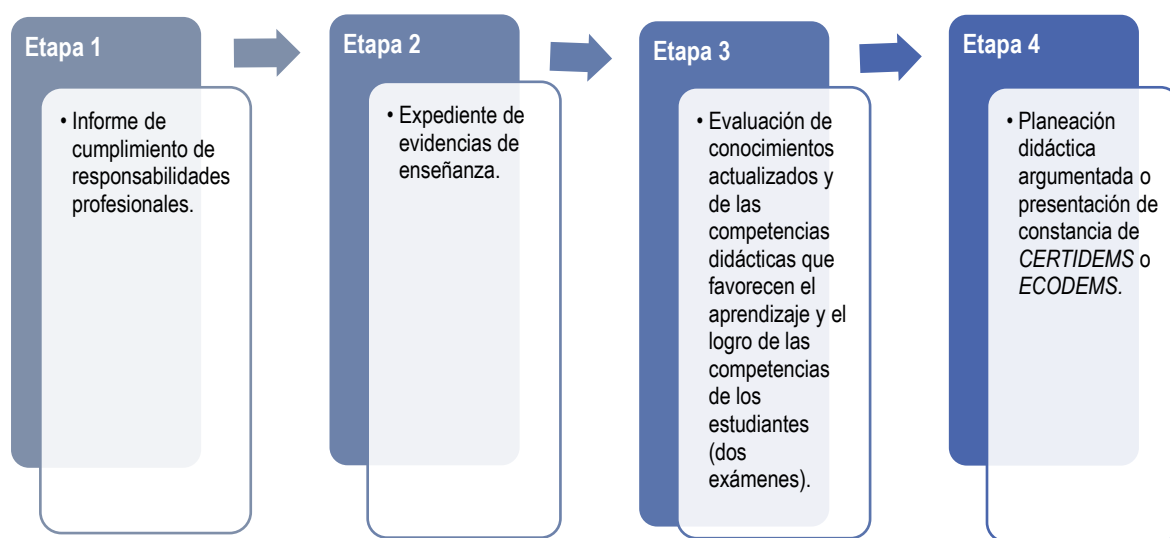 Etapa 1
• Informe de
cumplimiento de
responsabilidades
profesionales.
Etapa 2
• Expediente de
evidencias de
enseñanza.
Etapa 3
• Evaluación de
conocimientos
actualizados y
de las
competencias
didácticas que
favorecen el
aprendizaje y el
logro de las
competencias
de los
estudiantes
(dos
exámenes).
Etapa 4
• Planeación
didáctica
argumentada o
presentación de
constancia de
CERTIDEMS o
ECODEMS.